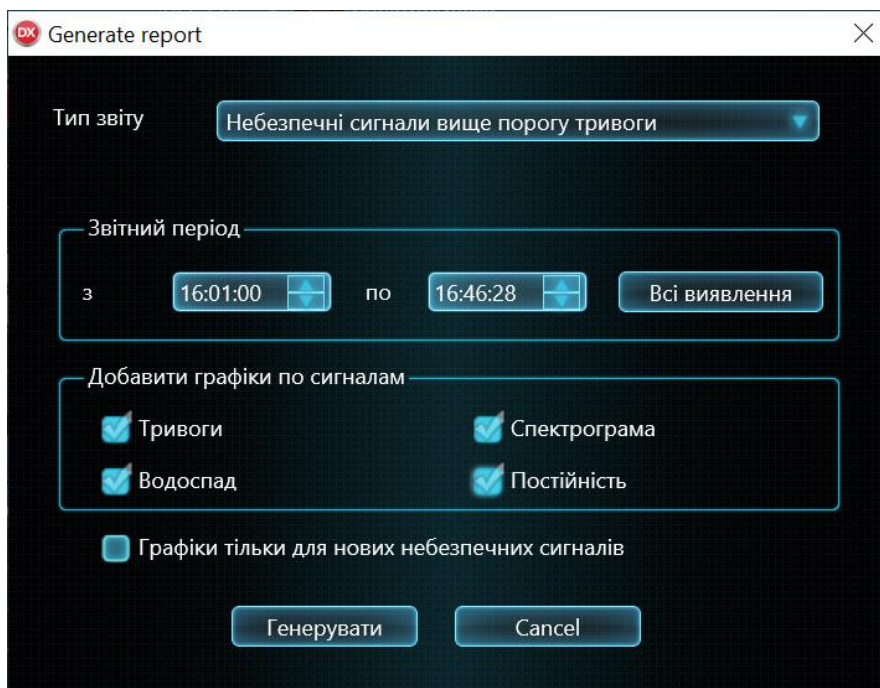 DX Generate report
Тип звіту Небезпечні сигнали вище порогу тривоги
Звітний період
з 16:01:00 по 16:46:28 Всі виявлення
Добавити графіки по сигналам
Тривоги Спектрограма
Водоспад Постійність
Графіки тільки для нових небезпечних сигналів
Генерувати Cancel